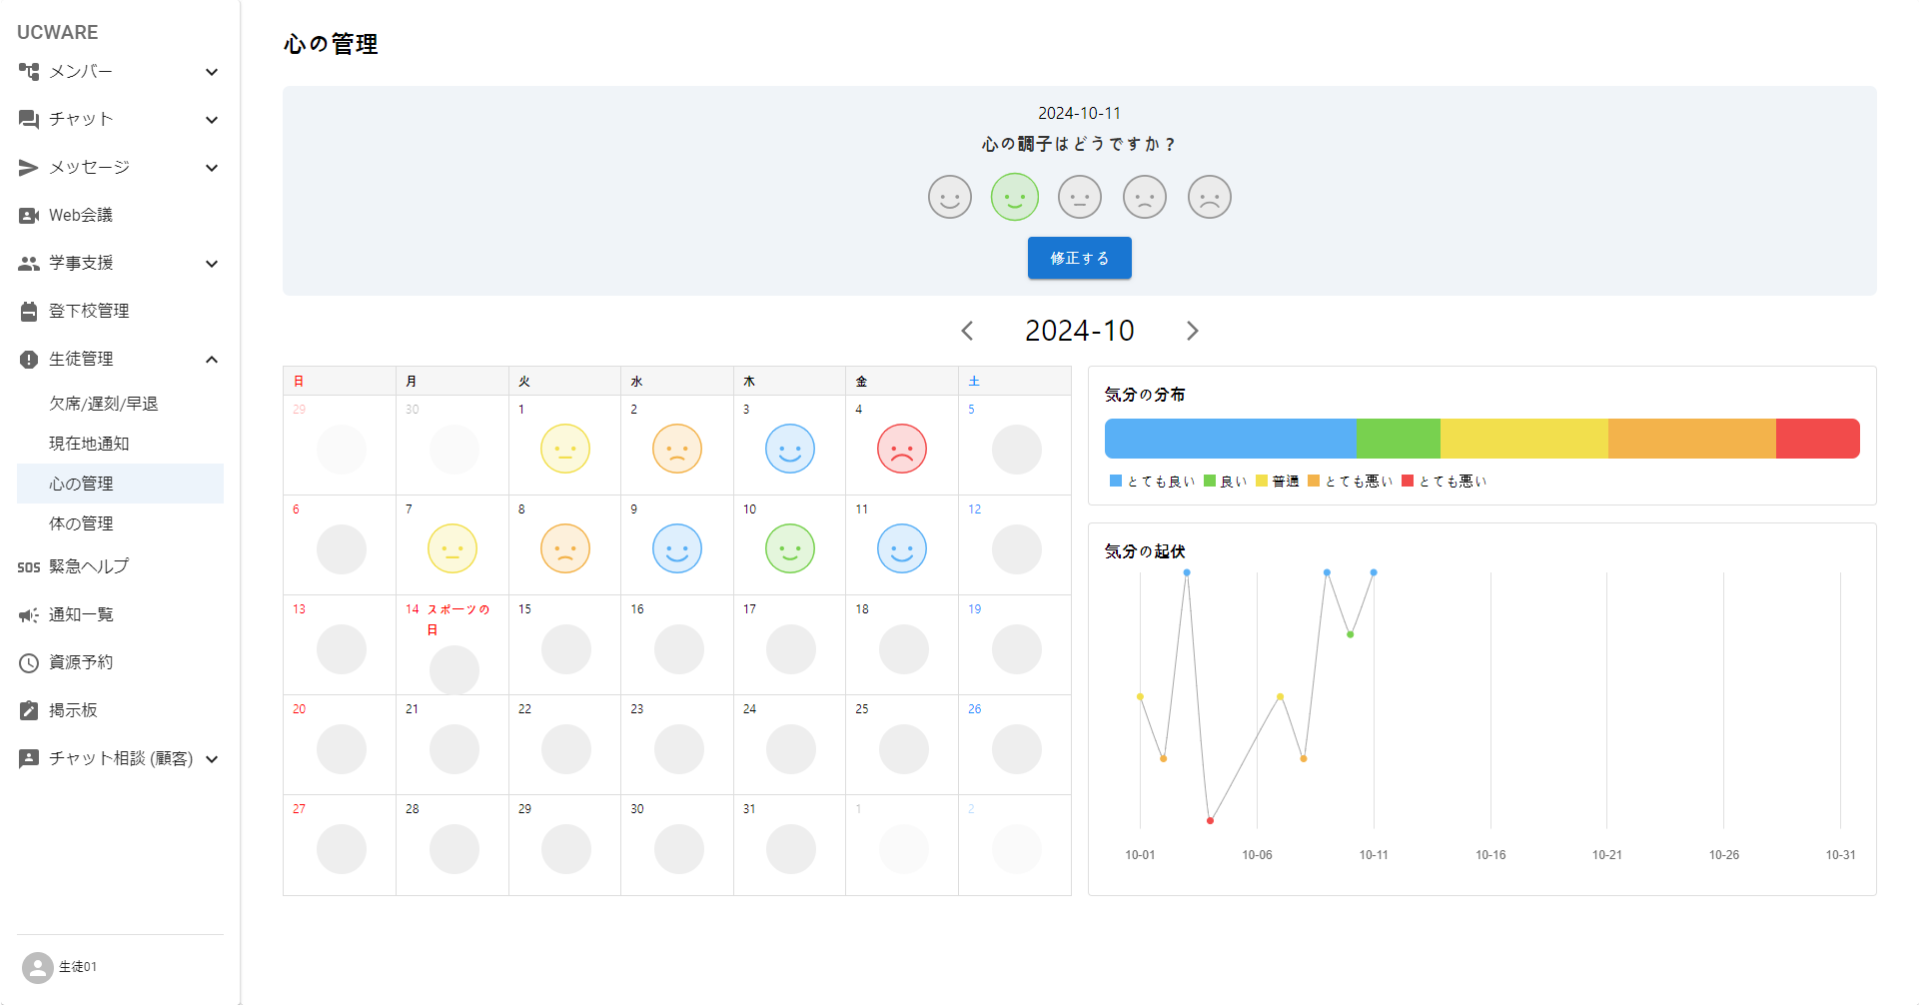 UCWARE
メンバー
チャット
メッセージ
Web会議
学事支援
登下校管理
生徒管理
欠席/遅刻/早退
現在地通知
心の管理
体の管理
SOS 緊急ヘルプ
通知一覧
資源予約
掲示板
チャット相談 (顧客)
生徒01
心の管理
2024-10-11
心の調子はどうですか？
修正する
2024-10
日 月 火 水 木 金 土
29 30 1 2 3 4 5
6 7 8 9 10 11 12
13 14 スポーツの 15 16 17 18 19
日
20 21 22 23 24 25 26
27 28 29 30 31 1 2
気分の分布
とても良い 良い 普通 とても悪い とても悪い
気分の起伏
10-01 10-06 10-11 10-16 10-21 10-26 10-31